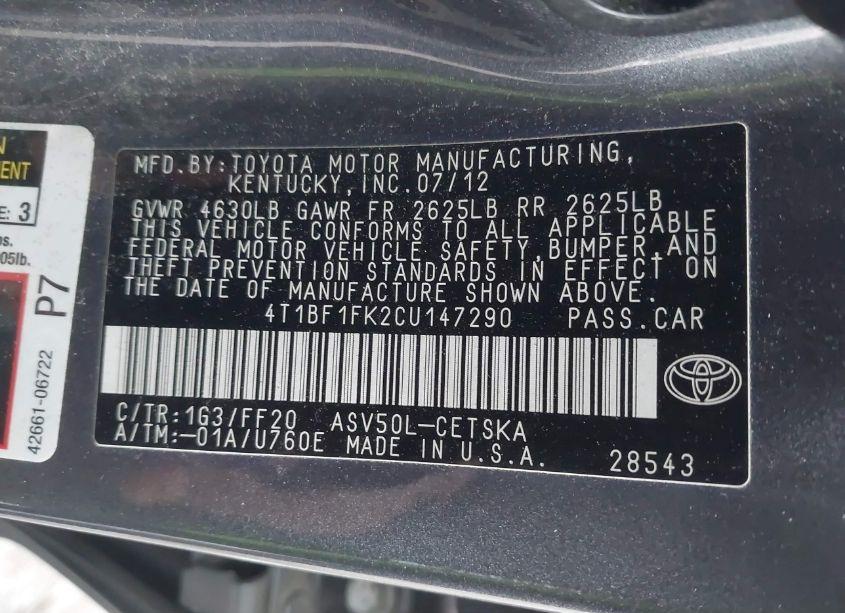 MFD.BY:TOYOTA MOTOR MANUFACTURING,
KENTUCKY,INC.07/12
GVWR 4630LB GAWR FR 2625LB RR 2625LB
THIS VEHICLE CONFORMS TO ALL APPLICABLE
FEDERAL MOTOR VEHICLE SAFETY,BUMPER,AND
THEFT PREVENTION STANDARDS IN EFFECT ON
THE DATE OF MANUFACTURE SHOWN ABOVE.
4T1BF1FK2CU147290 PASS.CAR
C/TR:1G3/FF20 ASV50L-CETSKA
A/TM:-01A/U760E MADE IN U.S.A. 28543
3
05lb.
P7
42661-06722